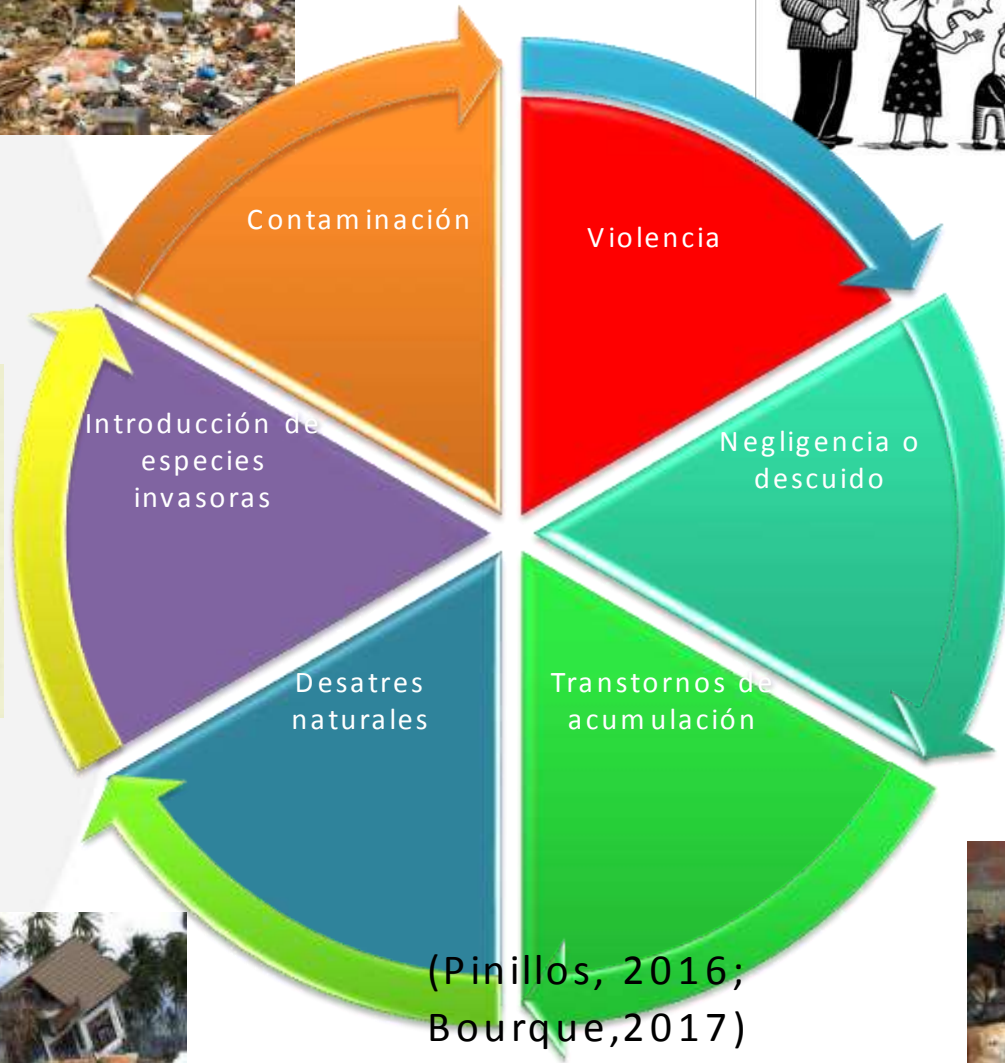 Contaminación
Violencia
Introducción de
especies
invasoras
Negligencia o
descuido
Desatres
naturales
Transtornos de
acumulación
(Pinillos, 2016;
Bourque,2017)